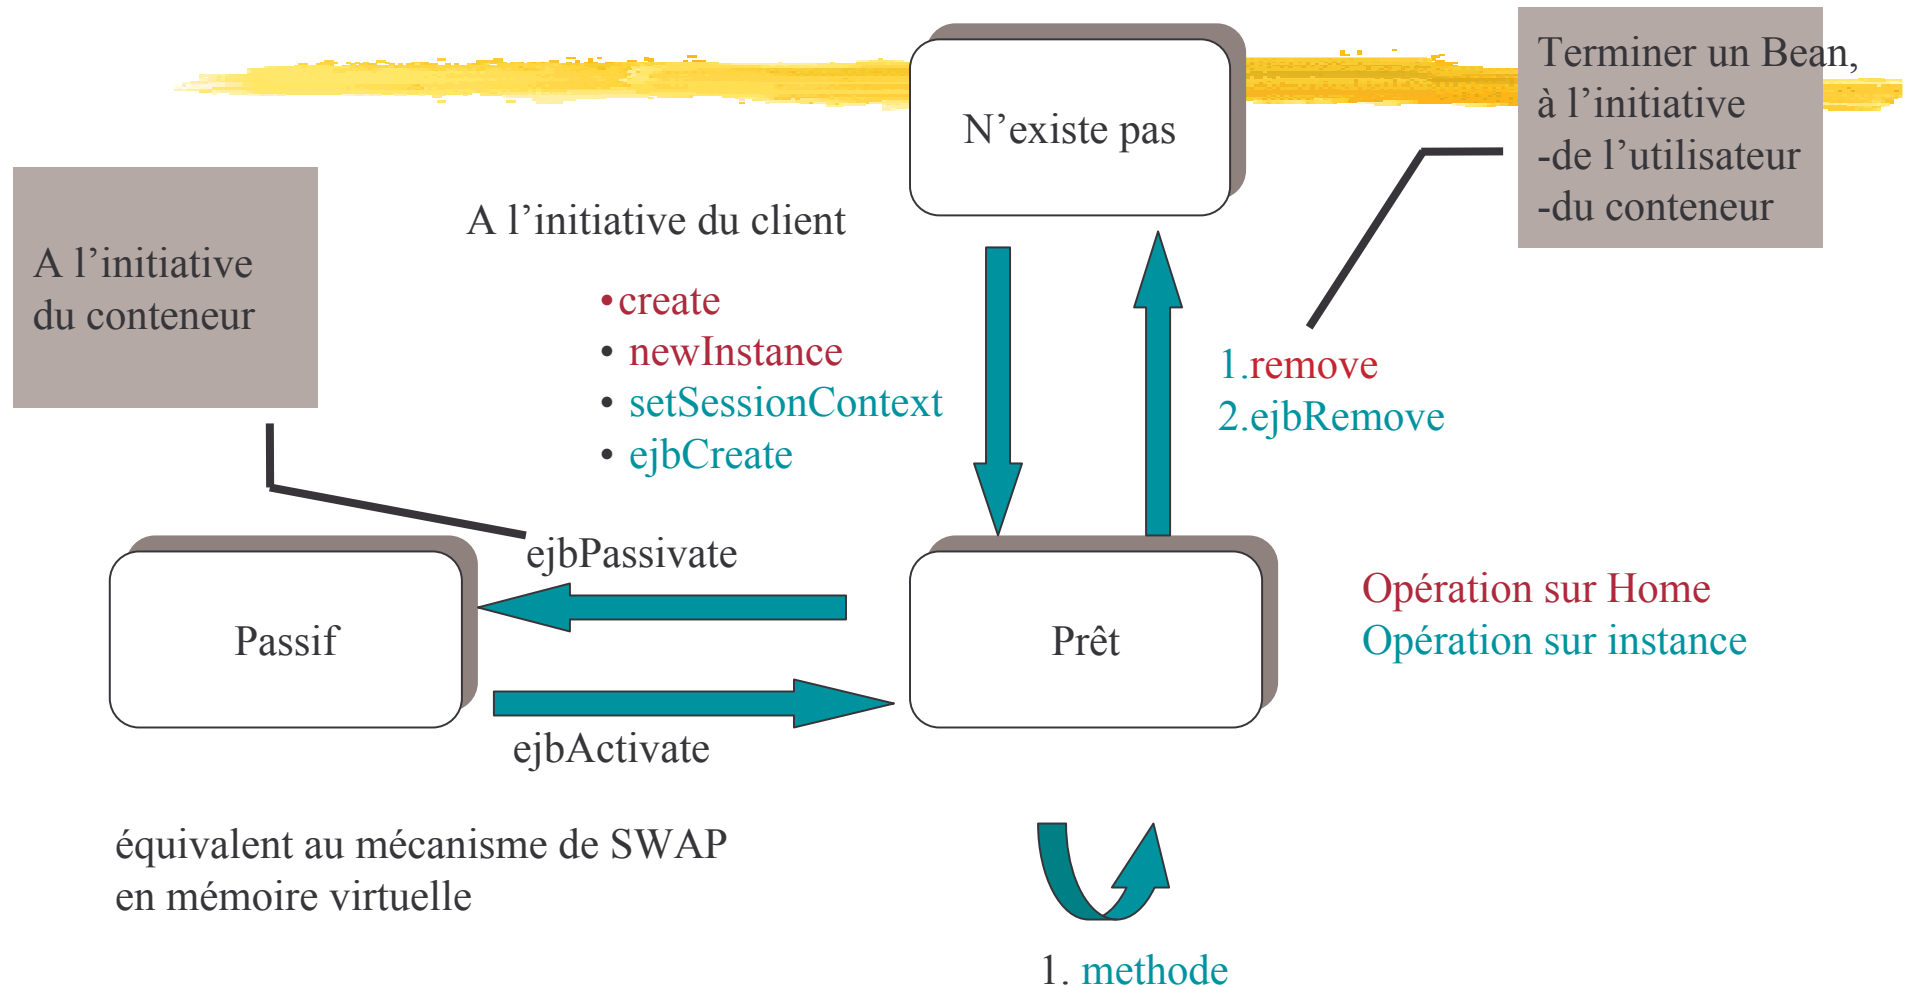 N’existe pas
Terminer un Bean,
à l’initiative
-de l’utilisateur
-du conteneur
A l’initiative
du conteneur
A l’initiative du client
•create
• newInstance
• setSessionContext
• ejbCreate
1.remove
2.ejbRemove
ejbPassivate
Passif
Prêt
Opération sur Home
Opération sur instance
ejbActivate
équivalent au mécanisme de SWAP
en mémoire virtuelle
1. methode